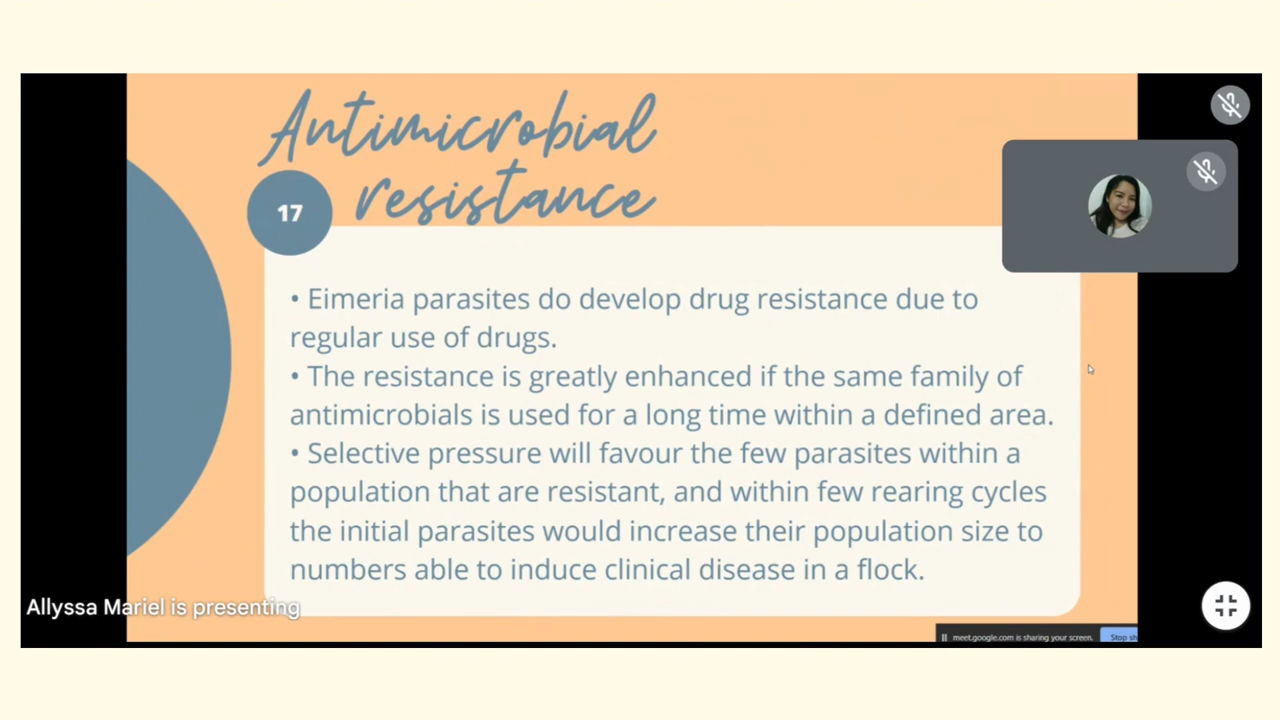 Antimicrobial
resistance
17
• Eimeria parasites do develop drug resistance due to
regular use of drugs.
• The resistance is greatly enhanced if the same family of
antimicrobials is used for a long time within a defined area.
• Selective pressure will favour the few parasites within a
population that are resistant, and within few rearing cycles
the initial parasites would increase their population size to
numbers able to induce clinical disease in a flock.
Allyssa Mariel is presenting
meet.google.com is sharing your screen.
Stop sh